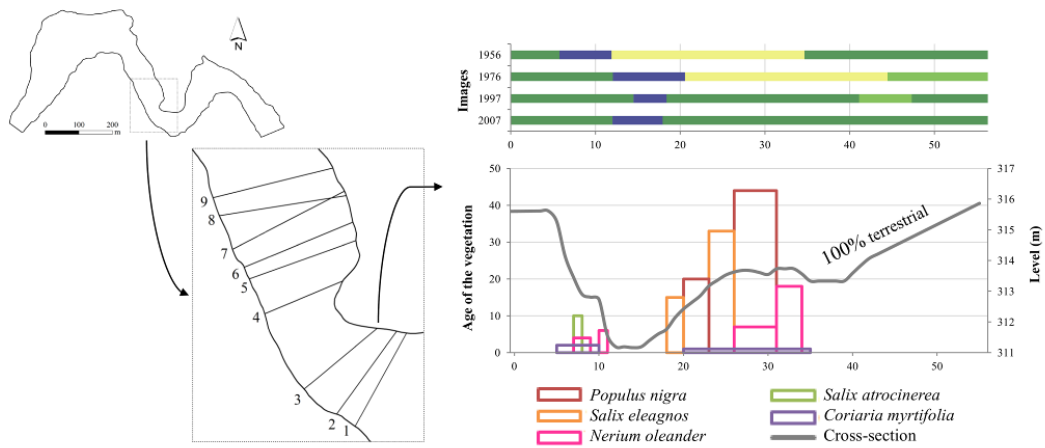 N
0 100 200
m
9
8
7
6
5
4
3
2
1
Images
1956
1976
1997
2007
0 10 20 30 40 50
Age of the vegetation
50
40
30
20
10
0
0 10 20 30 40 50
100% terrestrial
317
316
315
314
313
312
311
Level (m)
Populus nigra
Salix atrocinerea
Salix eleagnos
Coriaria myrtifolia
Nerium oleander
Cross-section